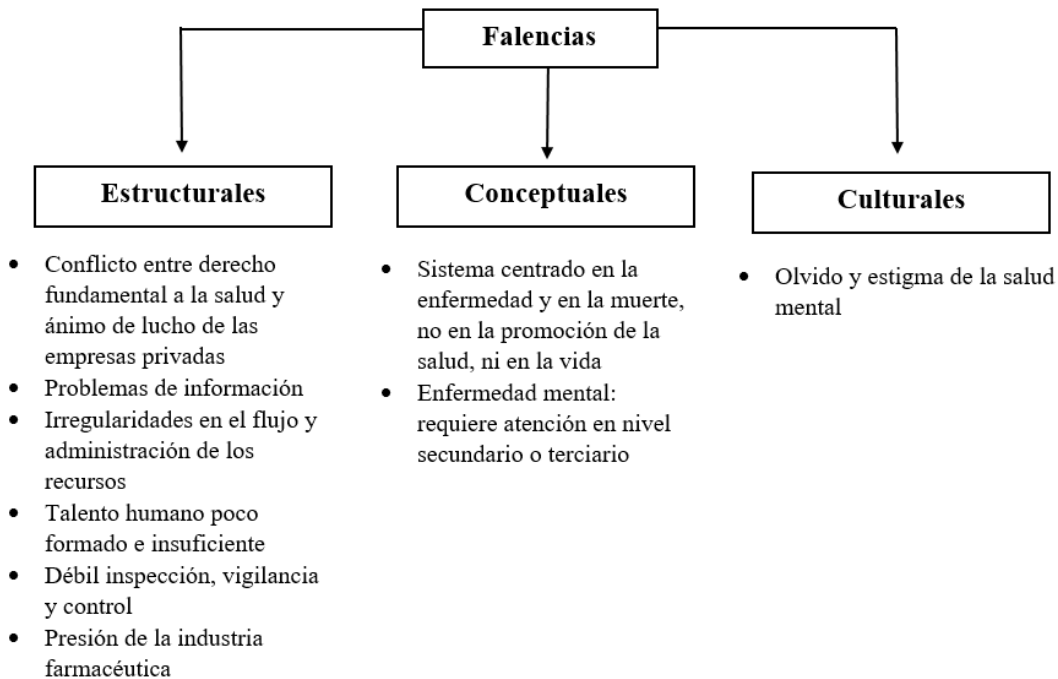 Falencias
Estructurales
• Conflicto entre derecho
fundamental a la salud y
ánimo de lucho de las
empresas privadas
• Problemas de información
• Irregularidades en el flujo y
administración de los
recursos
• Talento humano poco
formado e insuficiente
• Débil inspección, vigilancia
y control
• Presión de la industria
farmacéutica
Conceptuales
• Sistema centrado en la
enfermedad y en la muerte,
no en la promoción de la
salud, ni en la vida
• Enfermedad mental:
requiere atención en nivel
secundario o terciario
Culturales
• Olvido y estigma de la salud
mental